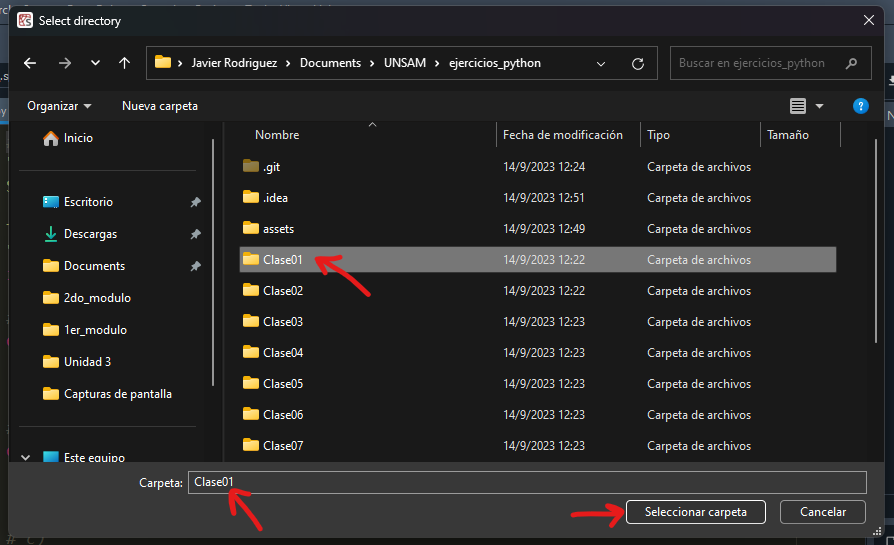 Select directory
Javier Rodriguez > Documents > UNSAM > ejercicios_python
Buscar en ejercicios_python
Organizar
Nueva carpeta
Inicio
Escritorio
Descargas
Documents
2do_modulo
1er_modulo
Unidad 3
Capturas de pantalla
Este equipo
Nombre Fecha de modificación Tipo Tamaño
.git 14/9/2023 12:24 Carpeta de archivos
.idea 14/9/2023 12:51 Carpeta de archivos
assets 14/9/2023 12:49 Carpeta de archivos
Clase01 14/9/2023 12:22 Carpeta de archivos
Clase02 14/9/2023 12:22 Carpeta de archivos
Clase03 14/9/2023 12:23 Carpeta de archivos
Clase04 14/9/2023 12:23 Carpeta de archivos
Clase05 14/9/2023 12:23 Carpeta de archivos
Clase06 14/9/2023 12:23 Carpeta de archivos
Clase07 14/9/2023 12:23 Carpeta de archivos
Carpeta: Clase01
Seleccionar carpeta Cancelar